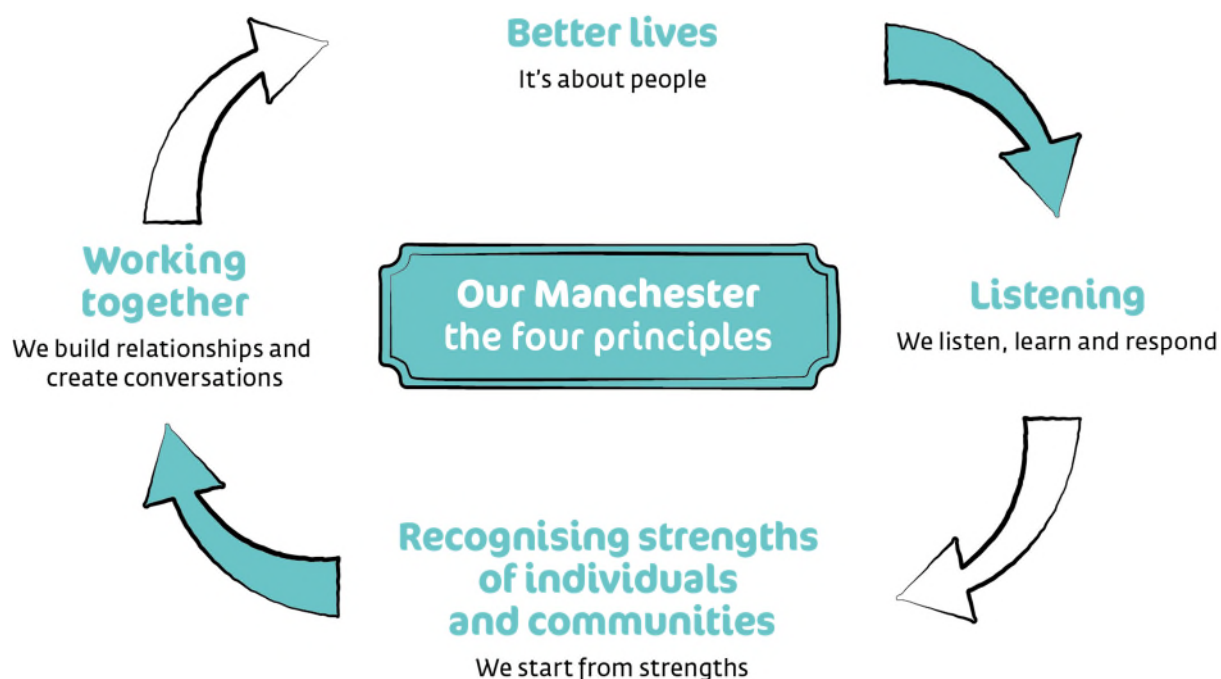 Better lives
It's about people
Our Manchester
the four principles
Listening
We listen, learn and respond
Recognising strengths
of individuals
and communities
We start from strengths
Working
together
We build relationships and
create conversations